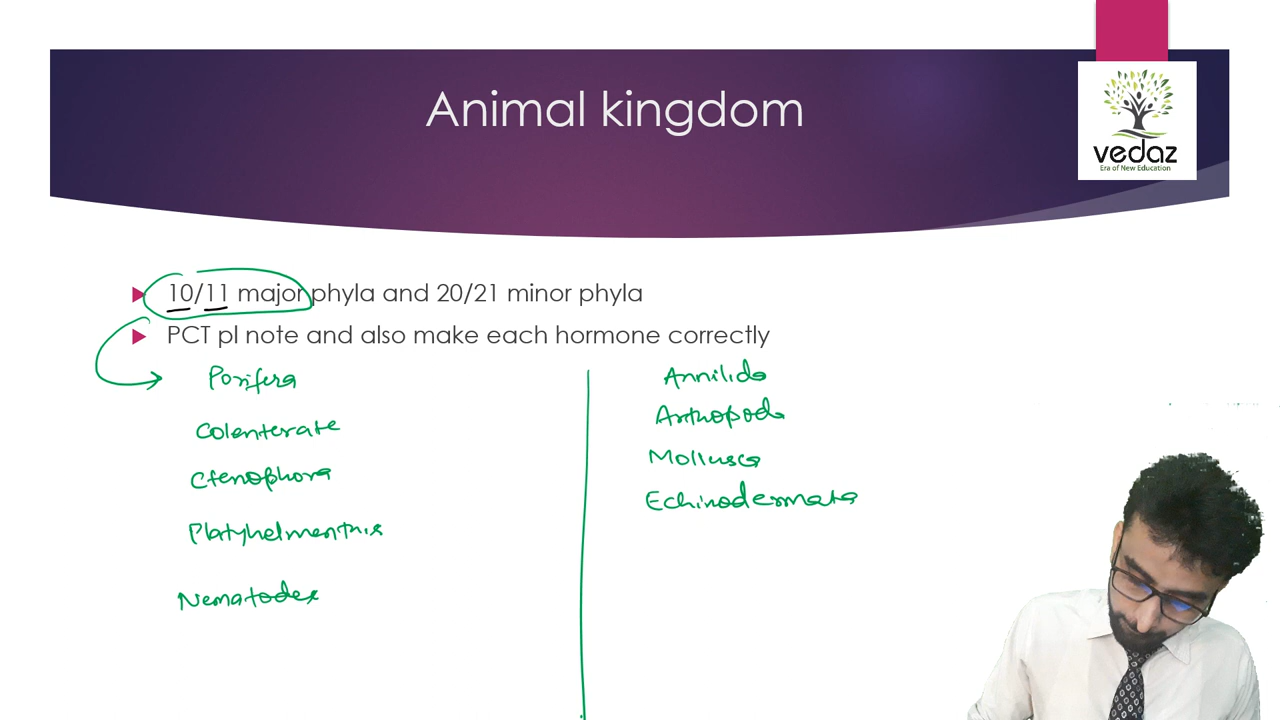 Animal kingdom
vedaz
Era of New Education
10/11 major phyla and 20/21 minor phyla
PCT pl note and also make each hormone correctly
Porifera
Colenterate
Ctenophora
Platyhelmenthis
Nematodes
Annilida
Arthopoda
Mollusca
Echinodermata